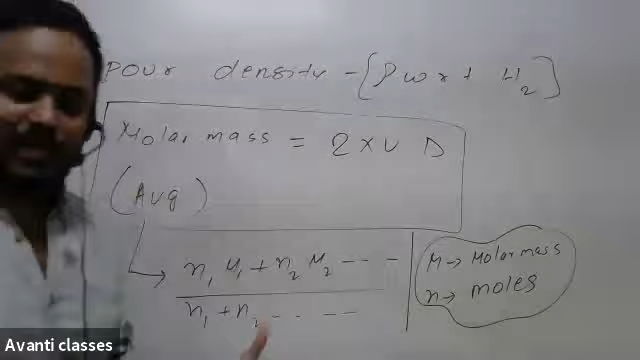 POUR density - [ρ w.r.t H₂]
Molar mass = 2 x V D
(Avg)
n₁ M₁ + n₂ M₂ - - -
n₁ + n₂ - - - -
M → Molar mass
n → moles
Avanti classes